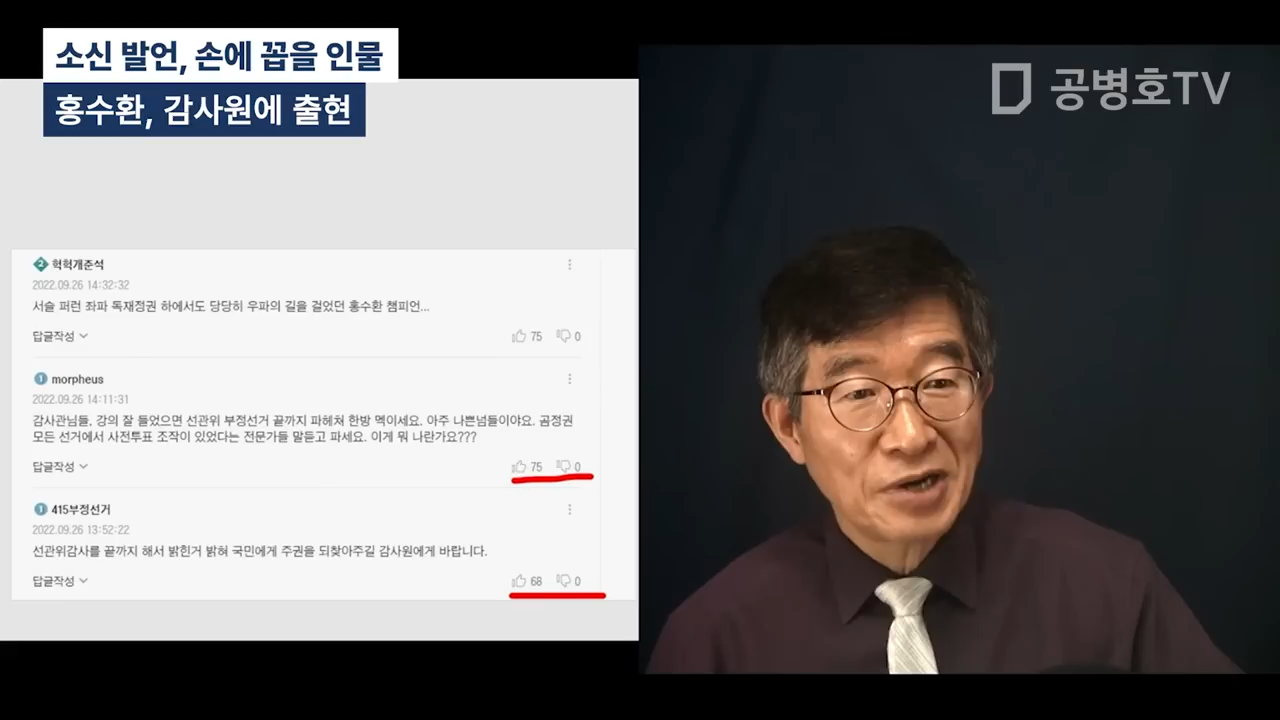 소신 발언, 손에 꼽을 인물
홍수환, 감사원에 출현
공병호TV
2 헉헉개준석
2022.09.26 14:32:32
서슬 퍼런 좌파 독재정권 하에서도 당당히 우파의 길을 걸었던 홍수환 챔피언...
답글작성
75 0
1 morpheus
2022.09.26 14:11:31
감사관님들, 강의 잘 들었으면 선관위 부정선거 끝까지 파헤쳐 한방 멕이세요. 아주 나쁜넘들이야요. 곰정권
모든 선거에서 사전투표 조작이 있었다는 전문가들 말듣고 파세요. 이게 뭐 나란가요???
답글작성
75 0
1 415부정선거
2022.09.26 13:52:22
선관위감사를 끝까지 해서 밝힌거 밝혀 국민에게 주권을 되찾아주길 감사원에게 바랍니다.
답글작성
68 0